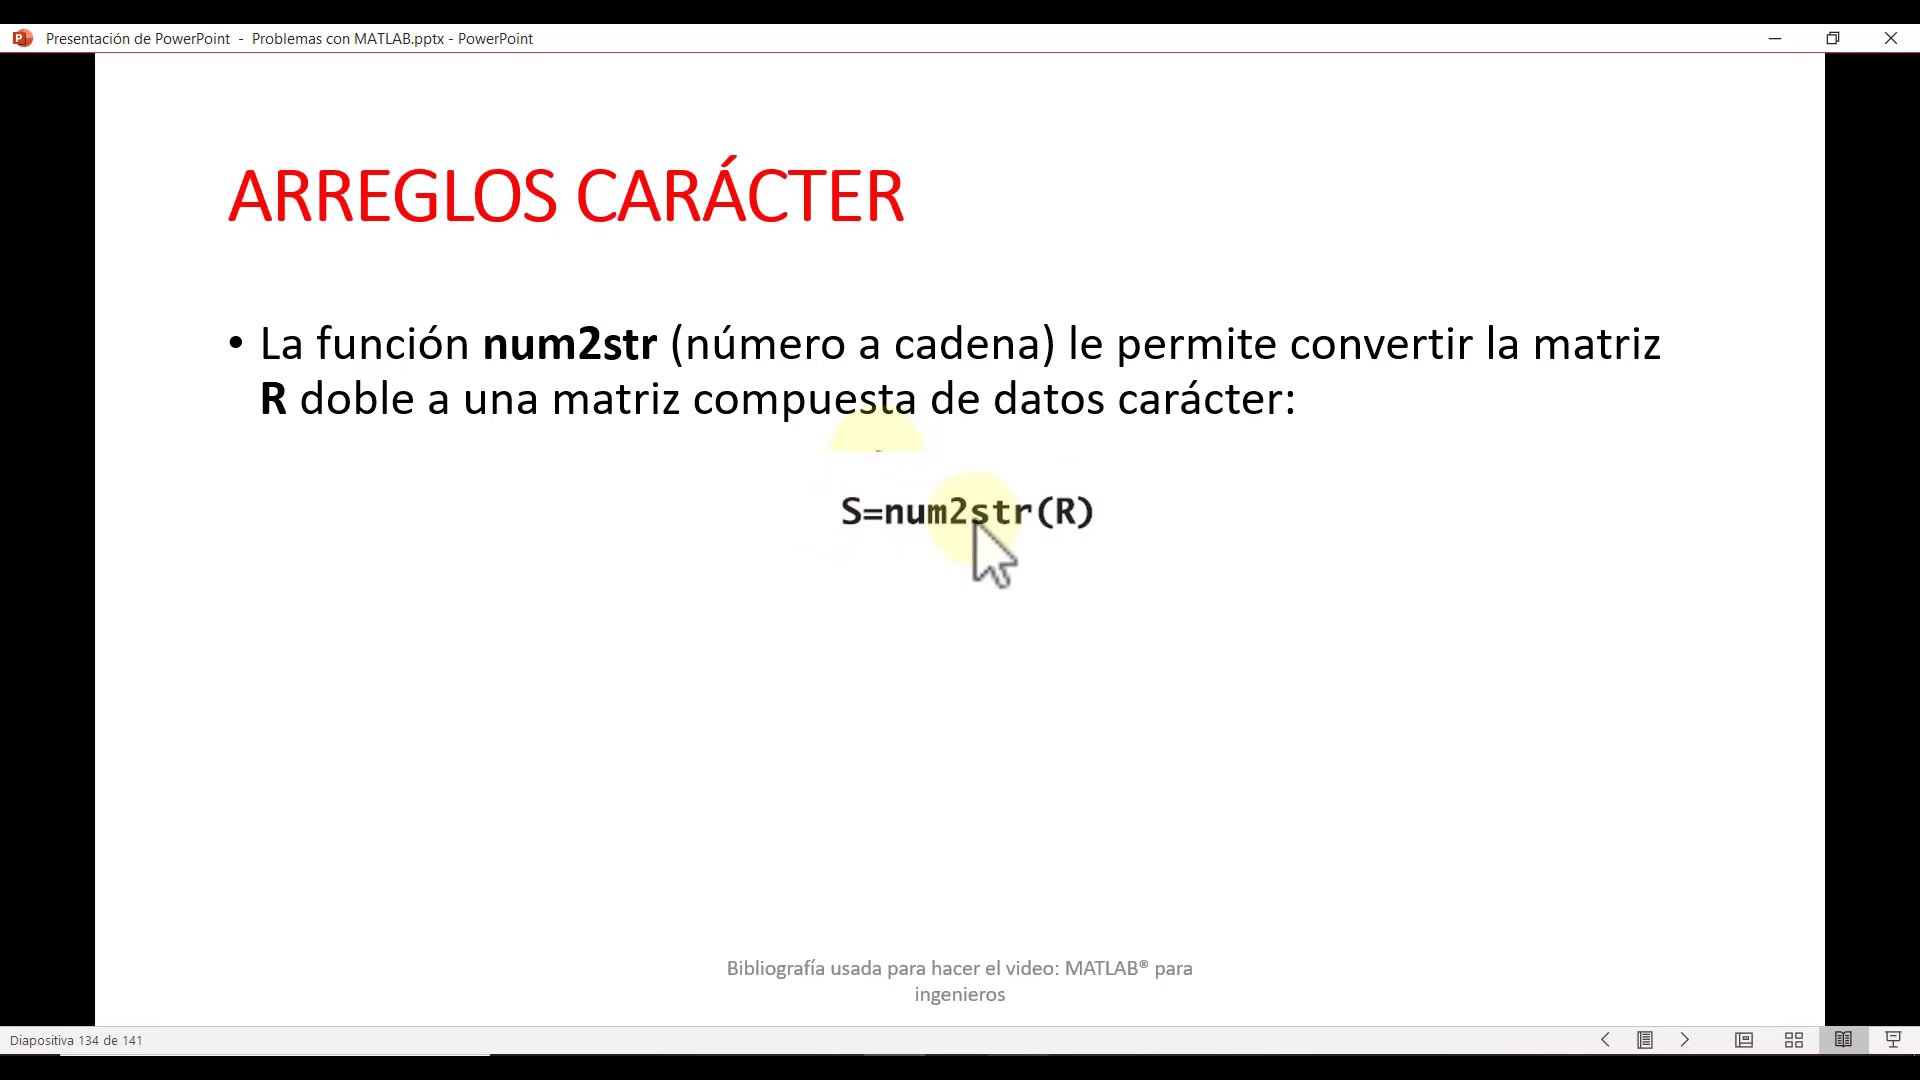 Presentación de PowerPoint - Problemas con MATLAB.pptx - PowerPoint
ARREGLOS CARÁCTER
• La función num2str (número a cadena) le permite convertir la matriz
R doble a una matriz compuesta de datos carácter:
S=num2str(R)
Bibliografía usada para hacer el video: MATLAB® para
ingenieros
Diapositiva 134 de 141